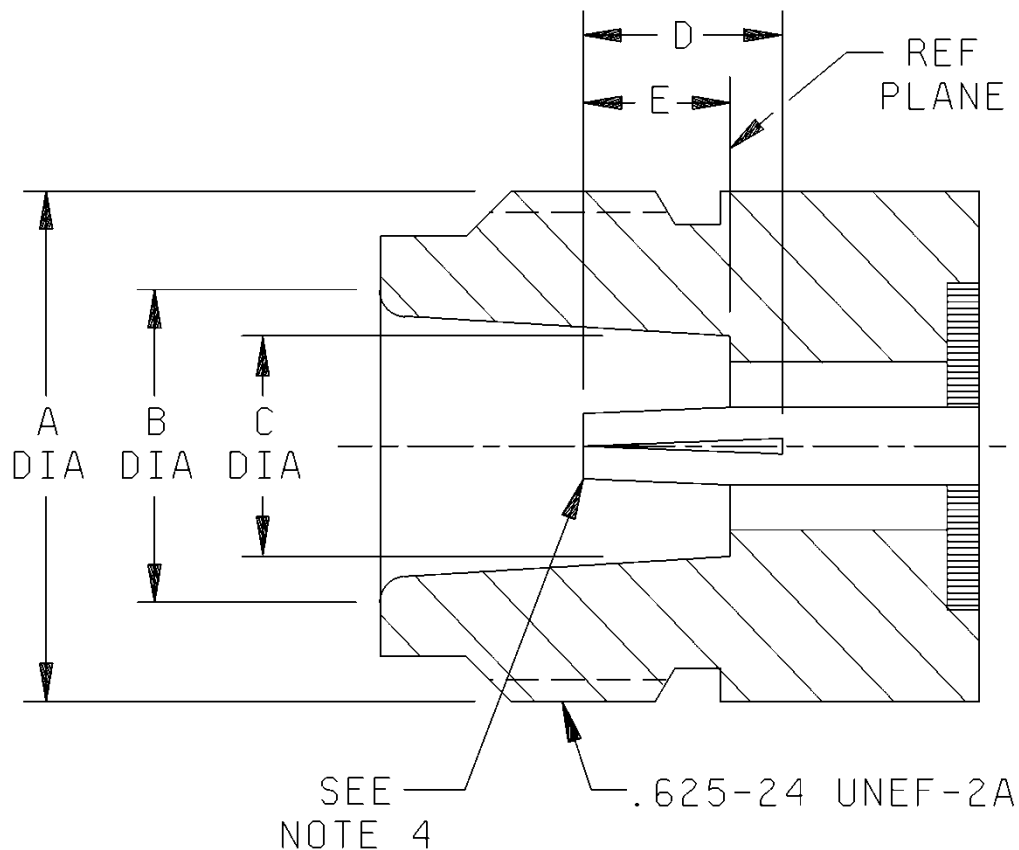 D
REF
PLANE
E
A
DIA
B
DIA
C
DIA
SEE
NOTE 4
.625-24 UNEF-2A